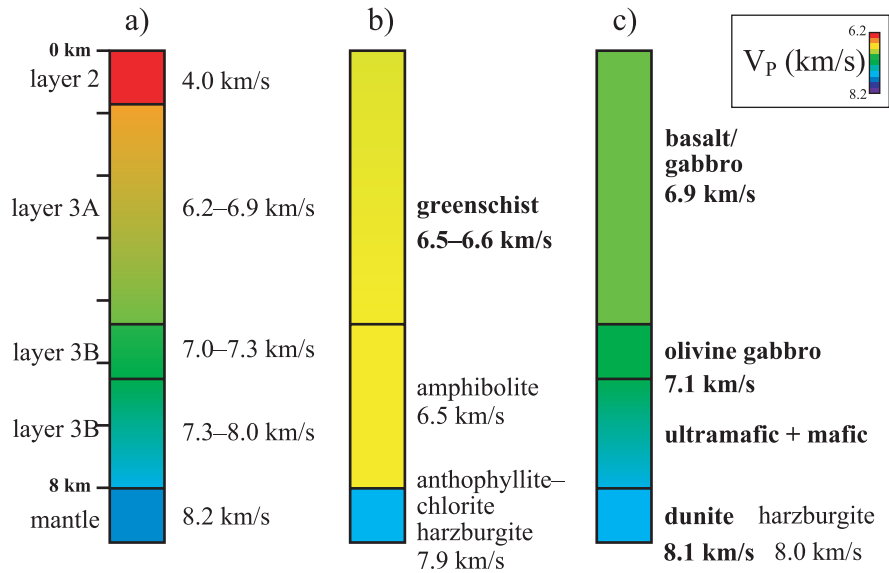 a)
b)
c)
6.2
V_P (km/s)
8.2
0 km
layer 2
4.0 km/s
layer 3A
6.2–6.9 km/s
layer 3B
7.0–7.3 km/s
layer 3B
7.3–8.0 km/s
8 km
mantle
8.2 km/s
greenschist
6.5–6.6 km/s
amphibolite
6.5 km/s
anthophyllite–
chlorite
harzburgite
7.9 km/s
basalt/
gabbro
6.9 km/s
olivine gabbro
7.1 km/s
ultramafic + mafic
dunite harzburgite
8.1 km/s 8.0 km/s